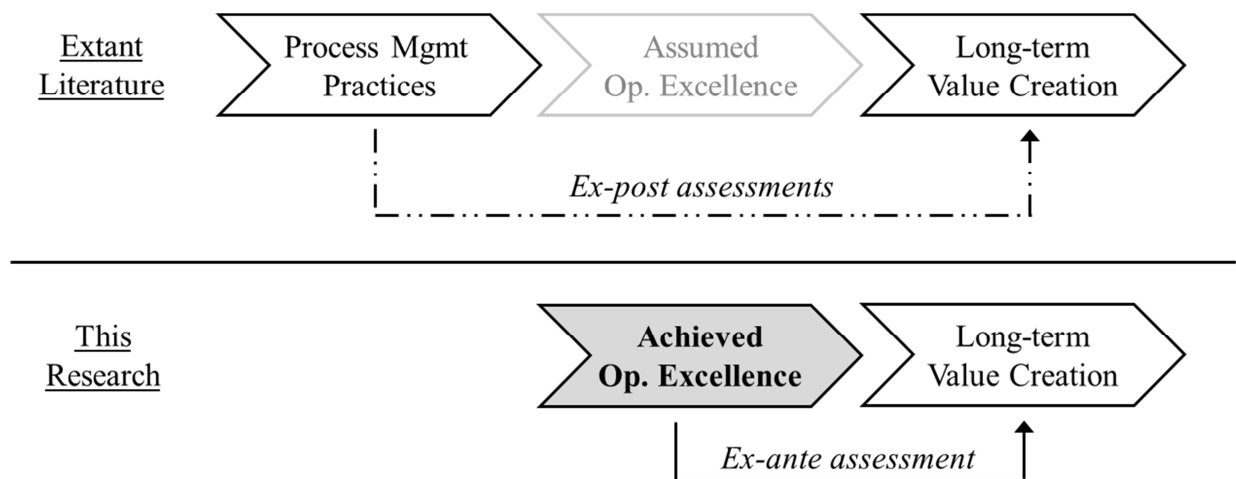 Extant
Literature
Process Mgmt
Practices
Assumed
Op. Excellence
Long-term
Value Creation
Ex-post assessments
This
Research
Achieved
Op. Excellence
Long-term
Value Creation
Ex-ante assessment